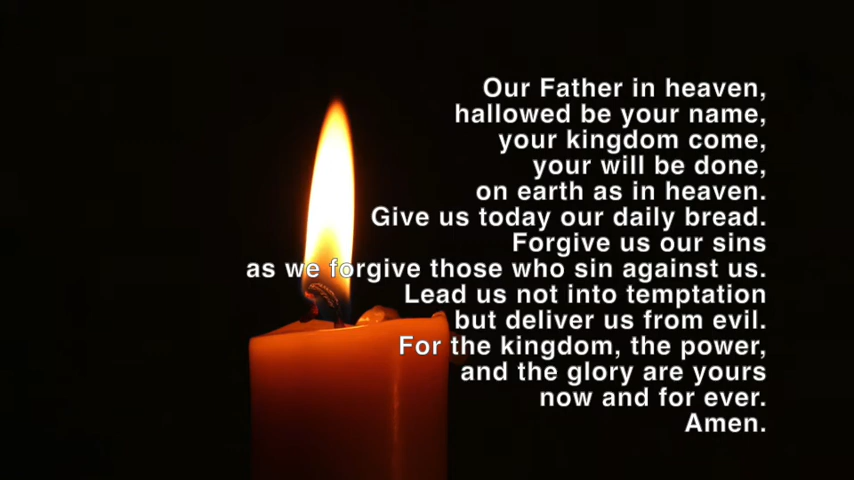 Our Father in heaven,
hallowed be your name,
your kingdom come,
your will be done,
on earth as in heaven.
Give us today our daily bread.
Forgive us our sins
as we forgive those who sin against us.
Lead us not into temptation
but deliver us from evil.
For the kingdom, the power,
and the glory are yours
now and for ever.
Amen.